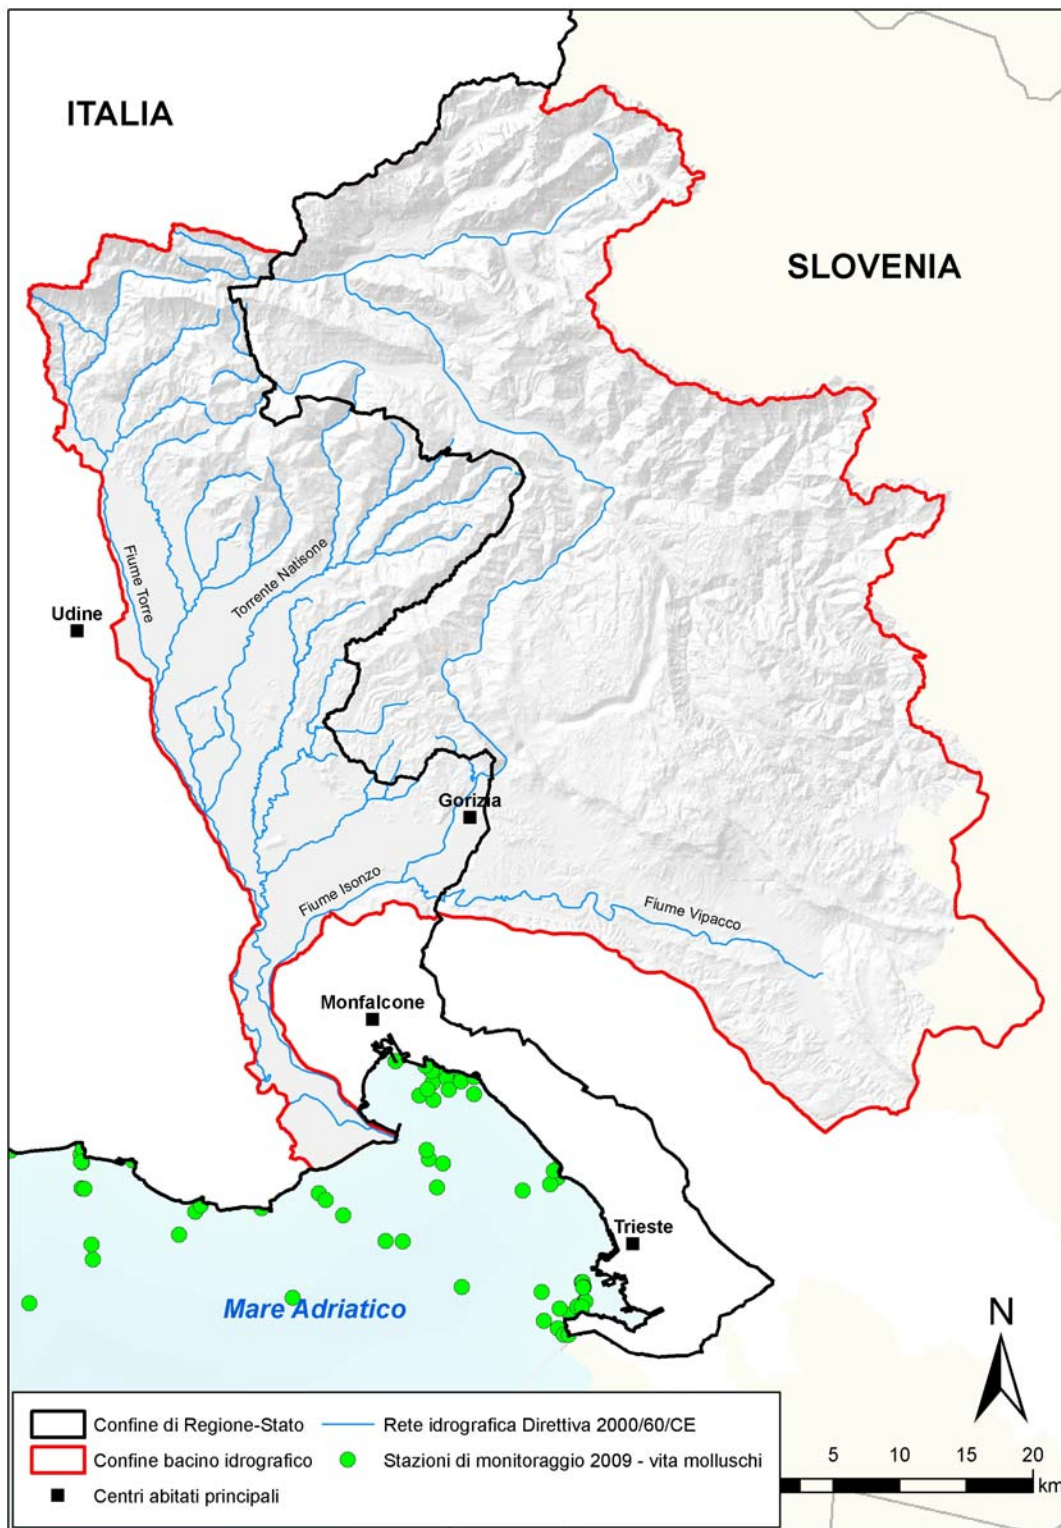 ITALIA
SLOVENIA
Fiume Torre
Torrente Natisone
Udine
Gorizia
Fiume Isonzo
Fiume Vipacco
Monfalcone
Trieste
Mare Adriatico
N
Confine di Regione-Stato
Rete idrografica Direttiva 2000/60/CE
Confine bacino idrografico
Stazioni di monitoraggio 2009 - vita molluschi
Centri abitati principali
5 10 15 20
km